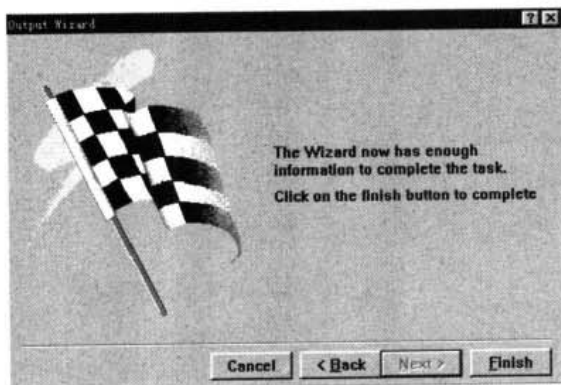 Output Wizard
The Wizard now has enough
information to complete the task.
Click on the finish button to complete
Cancel
< Back
Next >
Finish